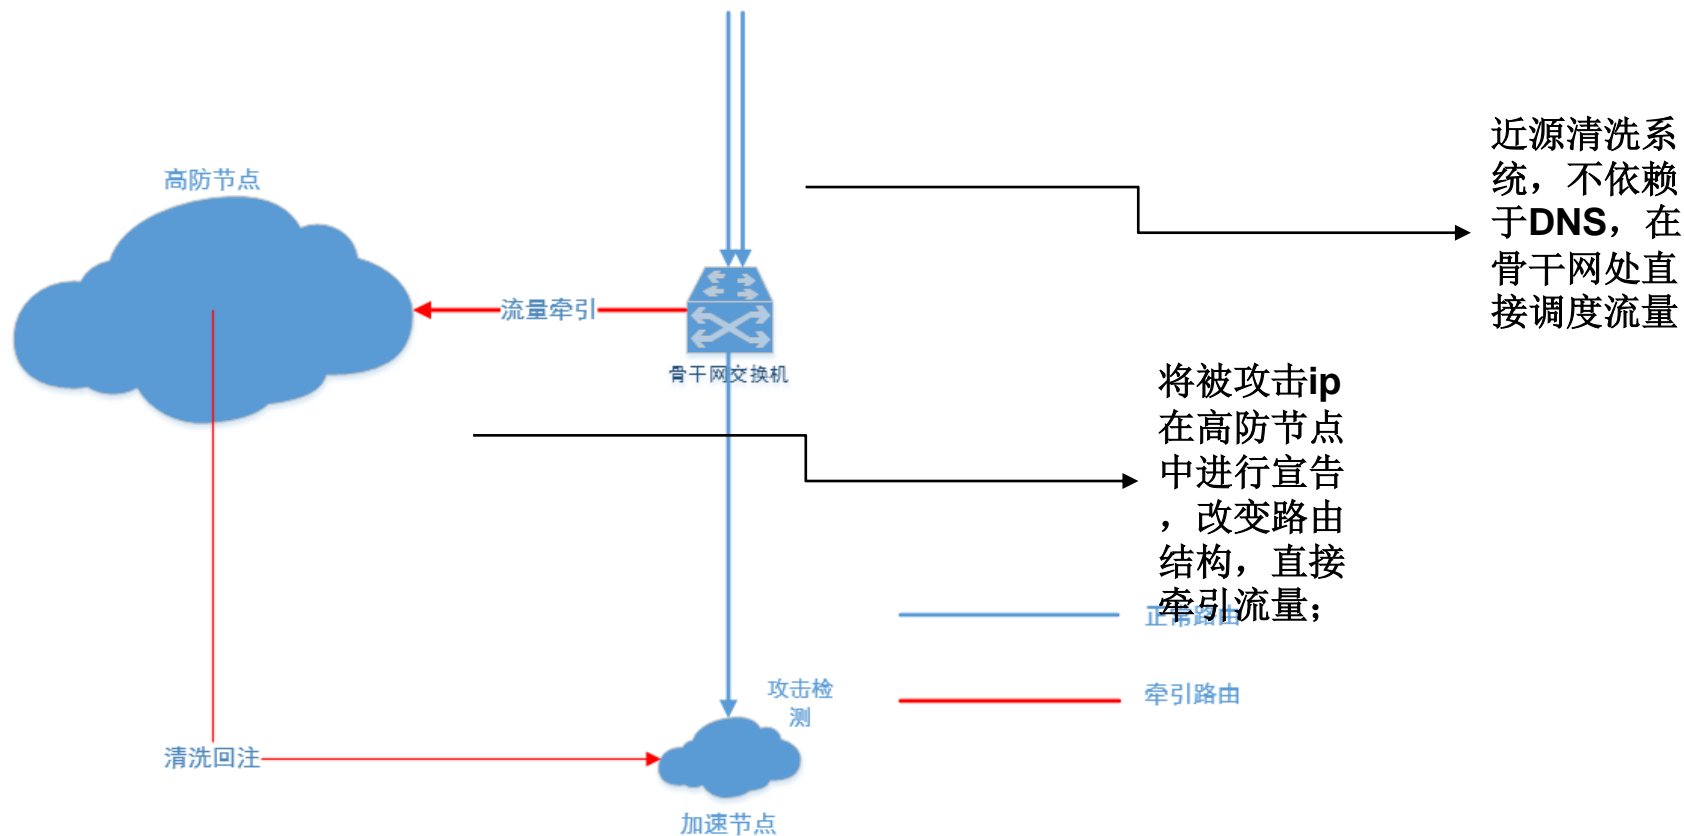 近源清洗系
统，不依赖
于DNS，在
骨干网处直
接调度流量
高防节点
流量牵引
骨干网交换机
将被攻击ip
在高防节点
中进行宣告
，改变路由
结构，直接
牵引流量；
正常路由
牵引路由
攻击检
测
清洗回注
加速节点